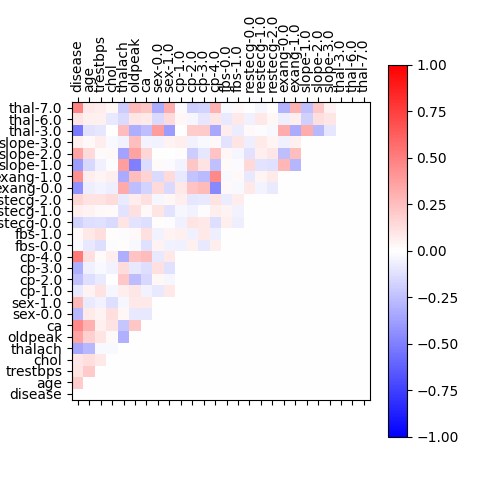 disease
age
trestbps
chol
thalach
oldpeak
ca
sex-0.0
sex-1.0
cp-1.0
cp-2.0
cp-3.0
cp-4.0
fbs-0.0
fbs-1.0
restecg-0.0
restecg-1.0
restecg-2.0
exang-0.0
exang-1.0
slope-1.0
slope-2.0
slope-3.0
thal-3.0
thal-6.0
thal-7.0
thal-7.0
thal-6.0
thal-3.0
slope-3.0
slope-2.0
slope-1.0
exang-1.0
exang-0.0
stecg-2.0
stecg-1.0
stecg-0.0
fbs-1.0
fbs-0.0
cp-4.0
cp-3.0
cp-2.0
cp-1.0
sex-1.0
sex-0.0
ca
oldpeak
thalach
chol
trestbps
age
disease
1.00
0.75
0.50
0.25
0.00
−0.25
−0.50
−0.75
−1.00